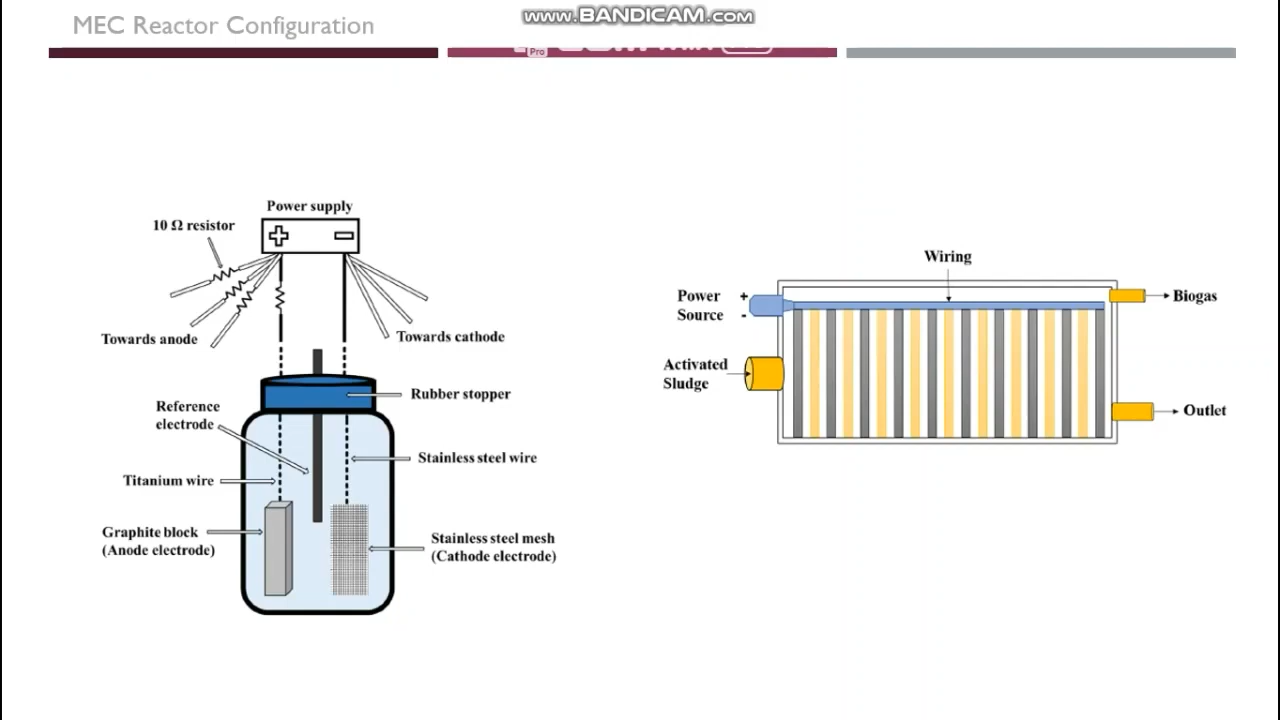 www.BANDICAM.com
MEC Reactor Configuration
Pro
Power supply
10 Ω resistor
Towards anode
Towards cathode
Rubber stopper
Reference
electrode
Stainless steel wire
Titanium wire
Graphite block
(Anode electrode)
Stainless steel mesh
(Cathode electrode)
Wiring
Power
Source
+
-
Biogas
Activated
Sludge
Outlet